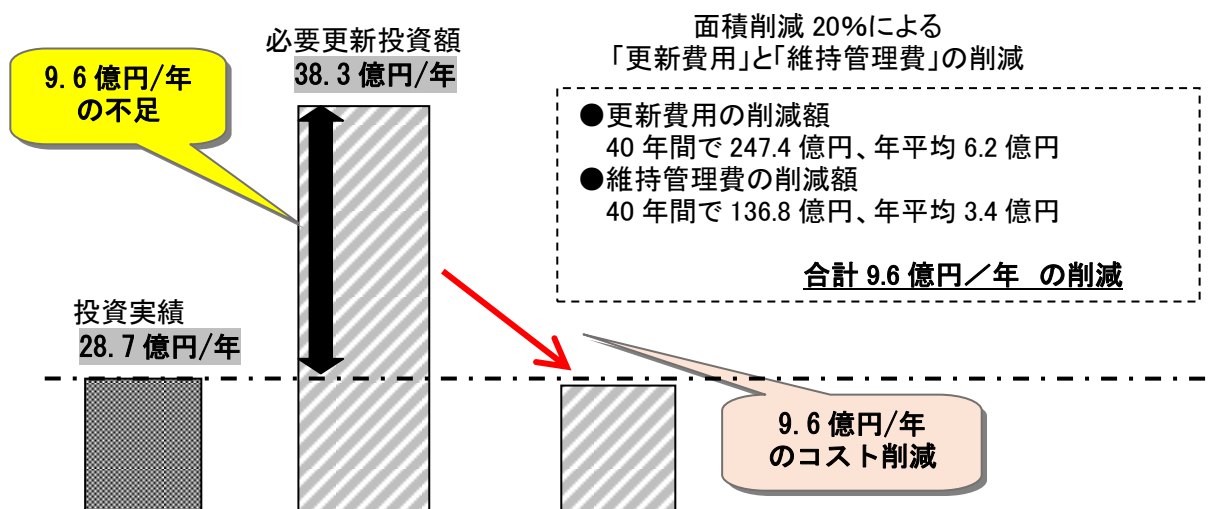 必要更新投資額
38.3 億円/年
9.6 億円/年
の不足
投資実績
28.7 億円/年
面積削減 20%による
「更新費用」と「維持管理費」の削減
●更新費用の削減額
40 年間で 247.4 億円、年平均 6.2 億円
●維持管理費の削減額
40 年間で 136.8 億円、年平均 3.4 億円
合計 9.6 億円／年 の削減
9.6 億円/年
のコスト削減